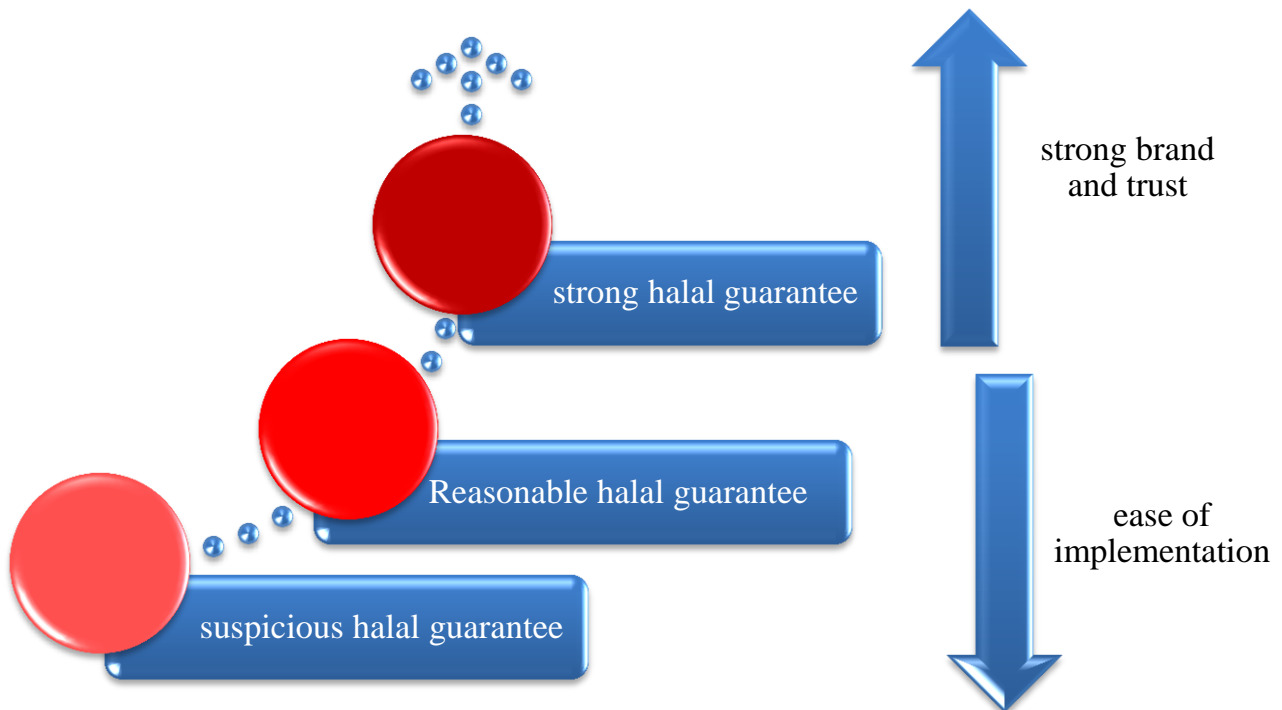 strong brand
and trust
strong halal guarantee
Reasonable halal guarantee
ease of
implementation
suspicious halal guarantee